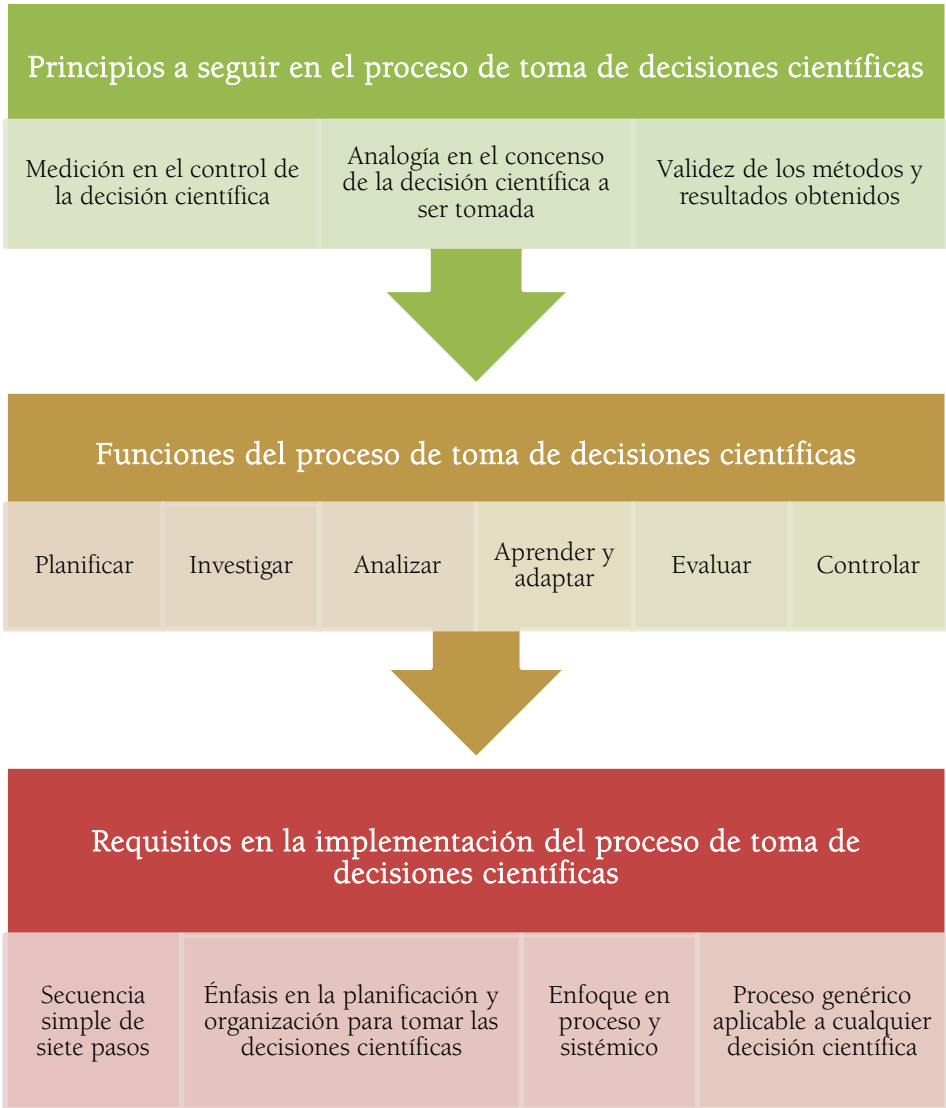 Principios a seguir en el proceso de toma de decisiones científicas
Medición en el control de
la decisión científica
Analogía en el concenso
de la decisión científica a
ser tomada
Validez de los métodos y
resultados obtenidos
Funciones del proceso de toma de decisiones científicas
Planificar
Investigar
Analizar
Aprender y
adaptar
Evaluar
Controlar
Requisitos en la implementación del proceso de toma de
decisiones científicas
Secuencia
simple de
siete pasos
Énfasis en la planificación y
organización para tomar las
decisiones científicas
Enfoque en
proceso y
sistémico
Proceso genérico
aplicable a cualquier
decisión científica